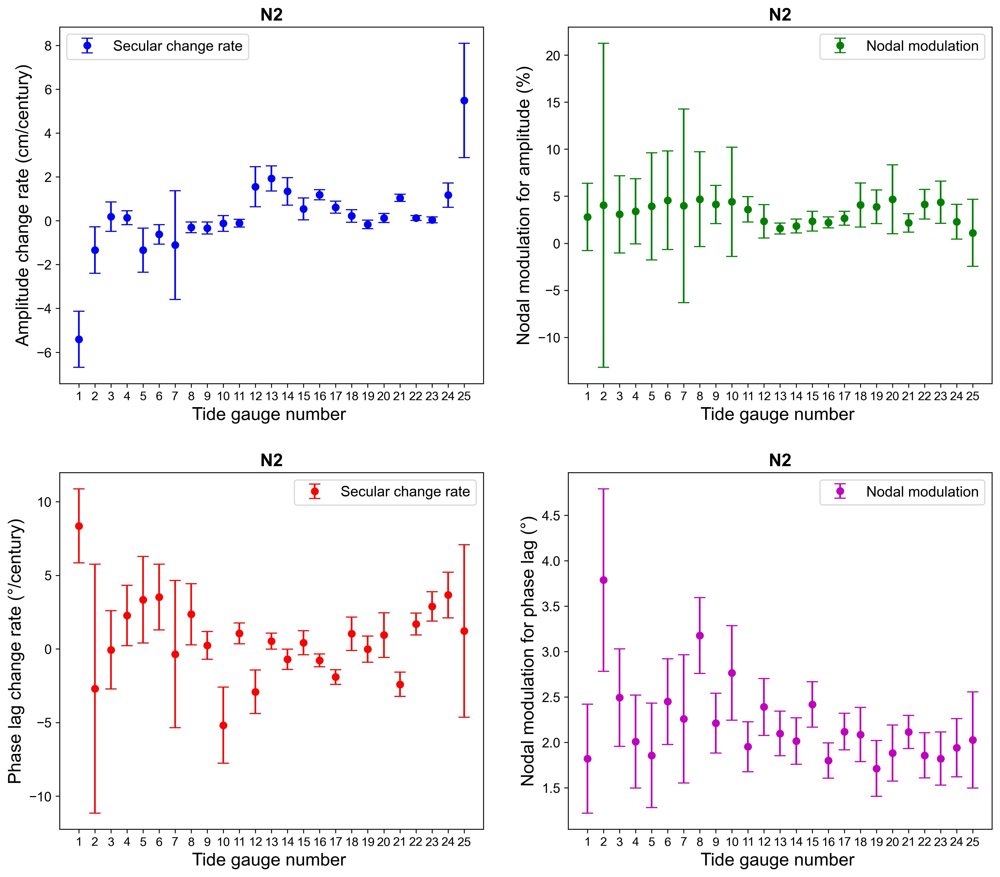 N2
Secular change rate
Amplitude change rate (cm/century)
8
6
4
2
0
−2
−4
−6
1 2 3 4 5 6 7 8 9 10 11 12 13 14 15 16 17 18 19 20 21 22 23 24 25
Tide gauge number
N2
Nodal modulation
Nodal modulation for amplitude (%)
20
15
10
5
0
−5
−10
1 2 3 4 5 6 7 8 9 10 11 12 13 14 15 16 17 18 19 20 21 22 23 24 25
Tide gauge number
N2
Secular change rate
Phase lag change rate (°/century)
10
5
0
−5
−10
1 2 3 4 5 6 7 8 9 10 11 12 13 14 15 16 17 18 19 20 21 22 23 24 25
Tide gauge number
N2
Nodal modulation
Nodal modulation for phase lag (°)
4.5
4.0
3.5
3.0
2.5
2.0
1.5
1 2 3 4 5 6 7 8 9 10 11 12 13 14 15 16 17 18 19 20 21 22 23 24 25
Tide gauge number